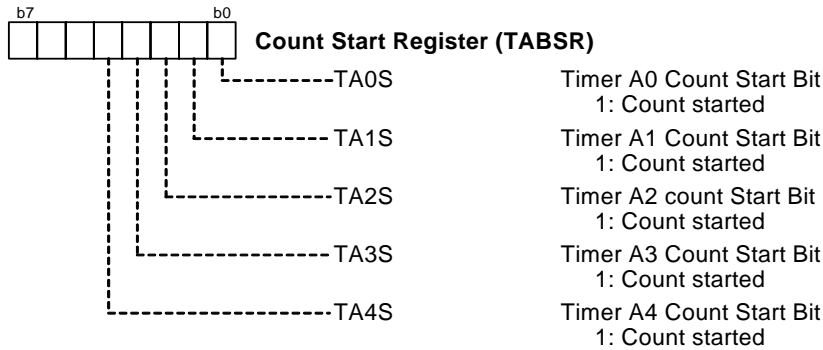 b7 b0
Count Start Register (TABSR)
TA0S Timer A0 Count Start Bit
1: Count started
TA1S Timer A1 Count Start Bit
1: Count started
TA2S Timer A2 count Start Bit
1: Count started
TA3S Timer A3 Count Start Bit
1: Count started
TA4S Timer A4 Count Start Bit
1: Count started